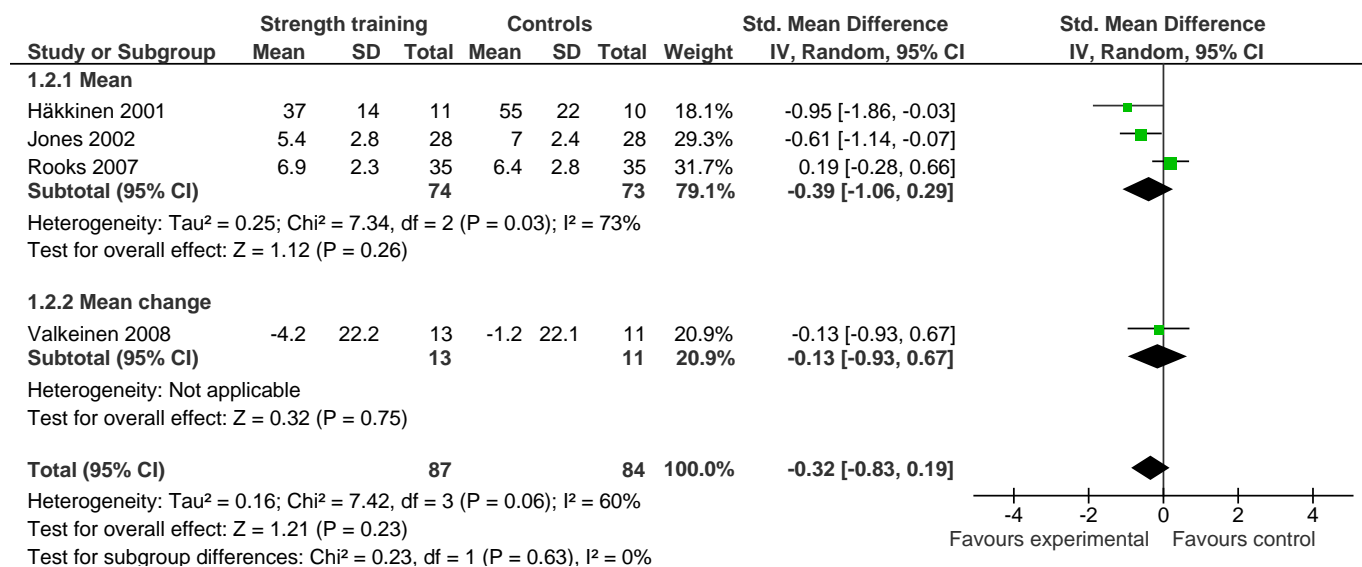 Strength training Controls Std. Mean Difference Std. Mean Difference
Study or Subgroup Mean SD Total Mean SD Total Weight IV, Random, 95% CI IV, Random, 95% CI
1.2.1 Mean
Häkkinen 2001 37 14 11 55 22 10 18.1% -0.95 [-1.86, -0.03]
Jones 2002 5.4 2.8 28 7 2.4 28 29.3% -0.61 [-1.14, -0.07]
Rooks 2007 6.9 2.3 35 6.4 2.8 35 31.7% 0.19 [-0.28, 0.66]
Subtotal (95% CI) 74 73 79.1% -0.39 [-1.06, 0.29]
Heterogeneity: Tau² = 0.25; Chi² = 7.34, df = 2 (P = 0.03); I² = 73%
Test for overall effect: Z = 1.12 (P = 0.26)
1.2.2 Mean change
Valkeinen 2008 -4.2 22.2 13 -1.2 22.1 11 20.9% -0.13 [-0.93, 0.67]
Subtotal (95% CI) 13 11 20.9% -0.13 [-0.93, 0.67]
Heterogeneity: Not applicable
Test for overall effect: Z = 0.32 (P = 0.75)
Total (95% CI) 87 84 100.0% -0.32 [-0.83, 0.19]
Heterogeneity: Tau² = 0.16; Chi² = 7.42, df = 3 (P = 0.06); I² = 60%
Test for overall effect: Z = 1.21 (P = 0.23)
Test for subgroup differences: Chi² = 0.23, df = 1 (P = 0.63), I² = 0%
-4 -2 0 2 4
Favours experimental Favours control